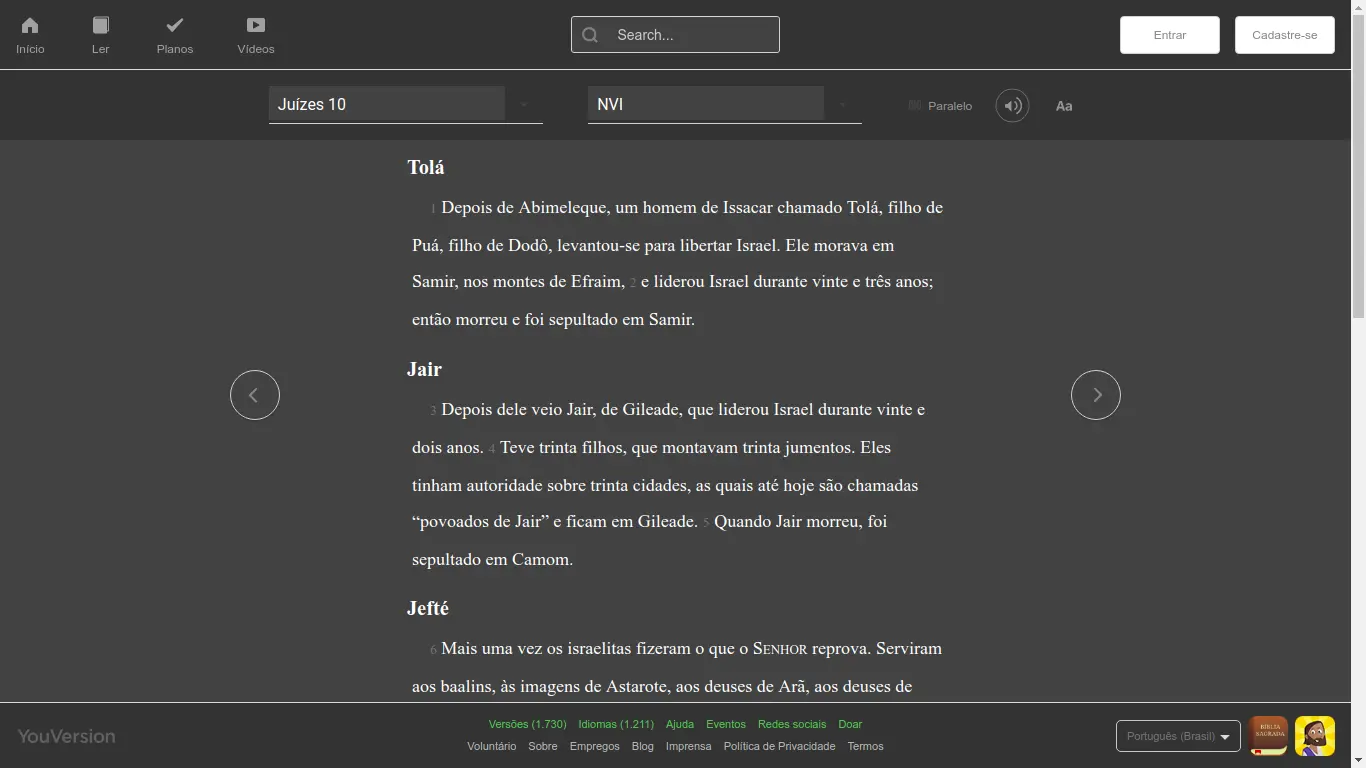 Início
Ler
Planos
Vídeos
Search...
Entrar
Cadastre-se
Juízes 10
NVI
Paralelo
Aa
Tolá
1 Depois de Abimeleque, um homem de Issacar chamado Tolá, filho de
Puá, filho de Dodô, levantou-se para libertar Israel. Ele morava em
Samir, nos montes de Efraim, 2 e liderou Israel durante vinte e três anos;
então morreu e foi sepultado em Samir.
Jair
3 Depois dele veio Jair, de Gileade, que liderou Israel durante vinte e
dois anos. 4 Teve trinta filhos, que montavam trinta jumentos. Eles
tinham autoridade sobre trinta cidades, as quais até hoje são chamadas
“povoados de Jair” e ficam em Gileade. 5 Quando Jair morreu, foi
sepultado em Camom.
Jefté
6 Mais uma vez os israelitas fizeram o que o SENHOR reprova. Serviram
aos baalins, às imagens de Astarote, aos deuses de Arã, aos deuses de
YouVersion
Versões (1.730) Idiomas (1.211) Ajuda Eventos Redes sociais Doar
Voluntário Sobre Empregos Blog Imprensa Política de Privacidade Termos
Português (Brasil)
BÍBLIA
SAGRADA